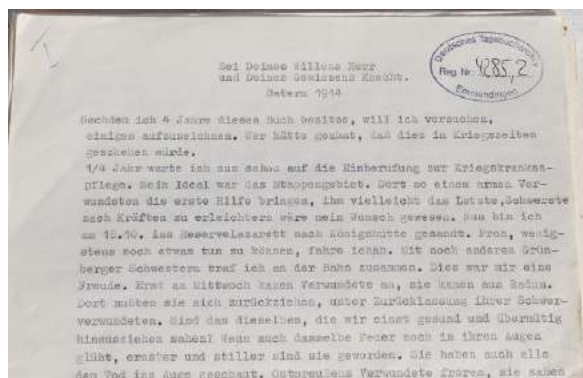 I
Sei Deines Willens Herr
und Deines Gewissens Knecht.
Ostern 1914
Deutsches Tagebucharchiv
Reg. Nr. 4285,2
Emmendingen
Nachdem ich 4 Jahre dieses Buch besitze, will ich versuchen,
einiges aufzuzeichnen. Wer hätte geahnt, daß dies in Kriegszeiten
geschehen würde.
1/4 Jahr warte ich nun schon auf die Einberufung zur Kriegskranken-
pflege. Mein Ideal war das Etappengebiet. Dort so einem armen Ver-
wundeten die erste Hilfe bringen, ihm vielleicht das Letzte, Schwerste
nach Kräften zu erleichtern wäre mein Wunsch gewesen. Nun bin ich
am 15.10. ins Reservelazarett nach Königshütte gesandt. Froh, wenig-
stens noch etwas tun zu können, fahre ich ab. Mit noch anderen Grün-
berger Schwestern traf ich an der Bahn zusammen. Dies war mir eine
Freude. Erst am Mittwoch kamen Verwundete an, sie kamen aus Radom.
Dort mußten sie sich zurückziehen, unter Zurücklassung ihrer Schwer-
verwundeten. Sind das dieselben, die wir einst gesund und übermütig
hinausziehen sahen? Wenn auch dasselbe Feuer noch in ihren Augen
glüht, ernster und stiller sind sie geworden. Sie haben auch alle
den Tod ins Auge geschaut. Ostpreußens Verwundete froren, sie sahen